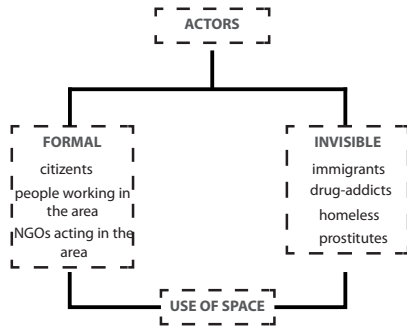 ACTORS
FORMAL
citizens
people working in
the area
NGOs acting in the
area
INVISIBLE
immigrants
drug-addicts
homeless
prostitutes
USE OF SPACE